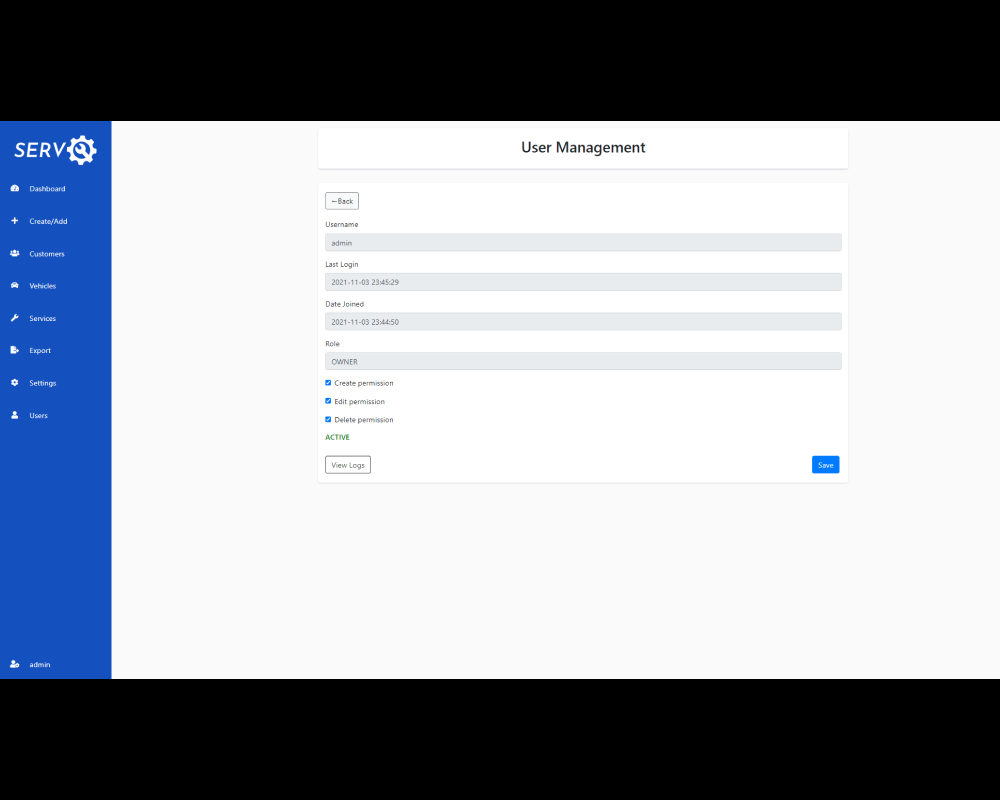 SERV
Dashboard
Create/Add
Customers
Vehicles
Services
Export
Settings
Users
admin
User Management
←Back
Username
admin
Last Login
2021-11-03 23:45:29
Date Joined
2021-11-03 23:44:50
Role
OWNER
Create permission
Edit permission
Delete permission
ACTIVE
View Logs
Save